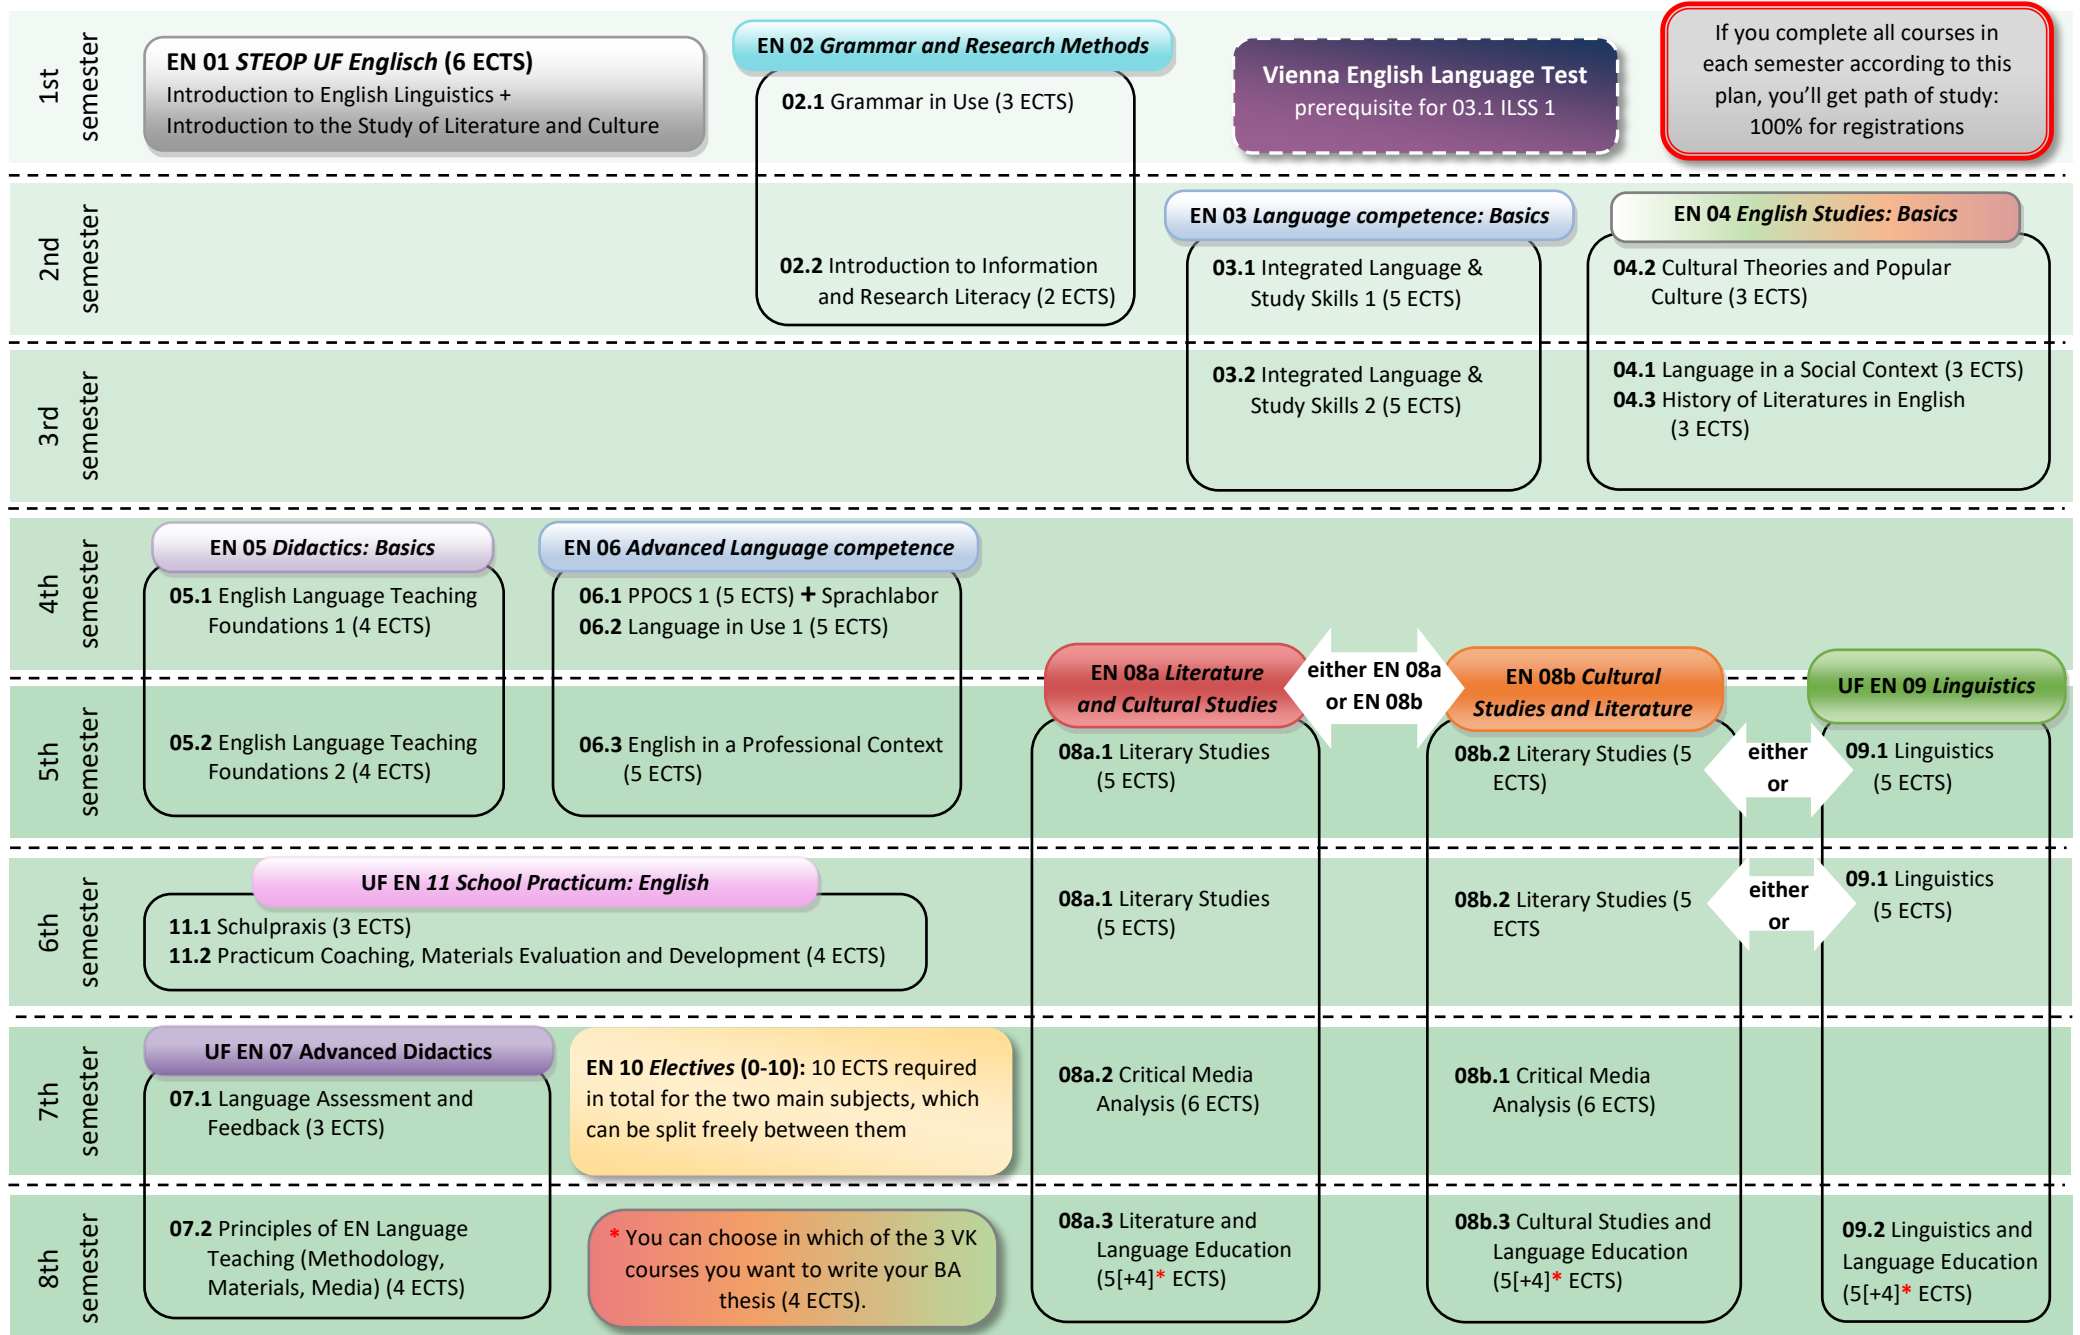 1st
semester
EN 01 STEOP UF Englisch (6 ECTS)
Introduction to English Linguistics +
Introduction to the Study of Literature and Culture
EN 02 Grammar and Research Methods
02.1 Grammar in Use (3 ECTS)
Vienna English Language Test
prerequisite for 03.1 ILSS 1
If you complete all courses in
each semester according to this
plan, you’ll get path of study:
100% for registrations
2nd
semester
02.2 Introduction to Information
and Research Literacy (2 ECTS)
EN 03 Language competence: Basics
03.1 Integrated Language &
Study Skills 1 (5 ECTS)
EN 04 English Studies: Basics
04.2 Cultural Theories and Popular
Culture (3 ECTS)
3rd
semester
03.2 Integrated Language &
Study Skills 2 (5 ECTS)
04.1 Language in a Social Context (3 ECTS)
04.3 History of Literatures in English
(3 ECTS)
4th
semester
EN 05 Didactics: Basics
05.1 English Language Teaching
Foundations 1 (4 ECTS)
EN 06 Advanced Language competence
06.1 PPOCS 1 (5 ECTS) + Sprachlabor
06.2 Language in Use 1 (5 ECTS)
EN 08a Literature
and Cultural Studies
either EN 08a
or EN 08b
EN 08b Cultural
Studies and Literature
UF EN 09 Linguistics
5th
semester
05.2 English Language Teaching
Foundations 2 (4 ECTS)
06.3 English in a Professional Context
(5 ECTS)
08a.1 Literary Studies
(5 ECTS)
08b.2 Literary Studies (5
ECTS)
either
or
09.1 Linguistics
(5 ECTS)
6th
semester
UF EN 11 School Practicum: English
11.1 Schulpraxis (3 ECTS)
11.2 Practicum Coaching, Materials Evaluation and Development (4 ECTS)
08a.1 Literary Studies
(5 ECTS)
08b.2 Literary Studies (5
ECTS
either
or
09.1 Linguistics
(5 ECTS)
7th
semester
UF EN 07 Advanced Didactics
07.1 Language Assessment and
Feedback (3 ECTS)
EN 10 Electives (0-10): 10 ECTS required
in total for the two main subjects, which
can be split freely between them
08a.2 Critical Media
Analysis (6 ECTS)
08b.1 Critical Media
Analysis (6 ECTS)
8th
semester
07.2 Principles of EN Language
Teaching (Methodology,
Materials, Media) (4 ECTS)
* You can choose in which of the 3 VK
courses you want to write your BA
thesis (4 ECTS).
08a.3 Literature and
Language Education
(5[+4]* ECTS)
08b.3 Cultural Studies and
Language Education
(5[+4]* ECTS)
09.2 Linguistics and
Language Education
(5[+4]* ECTS)